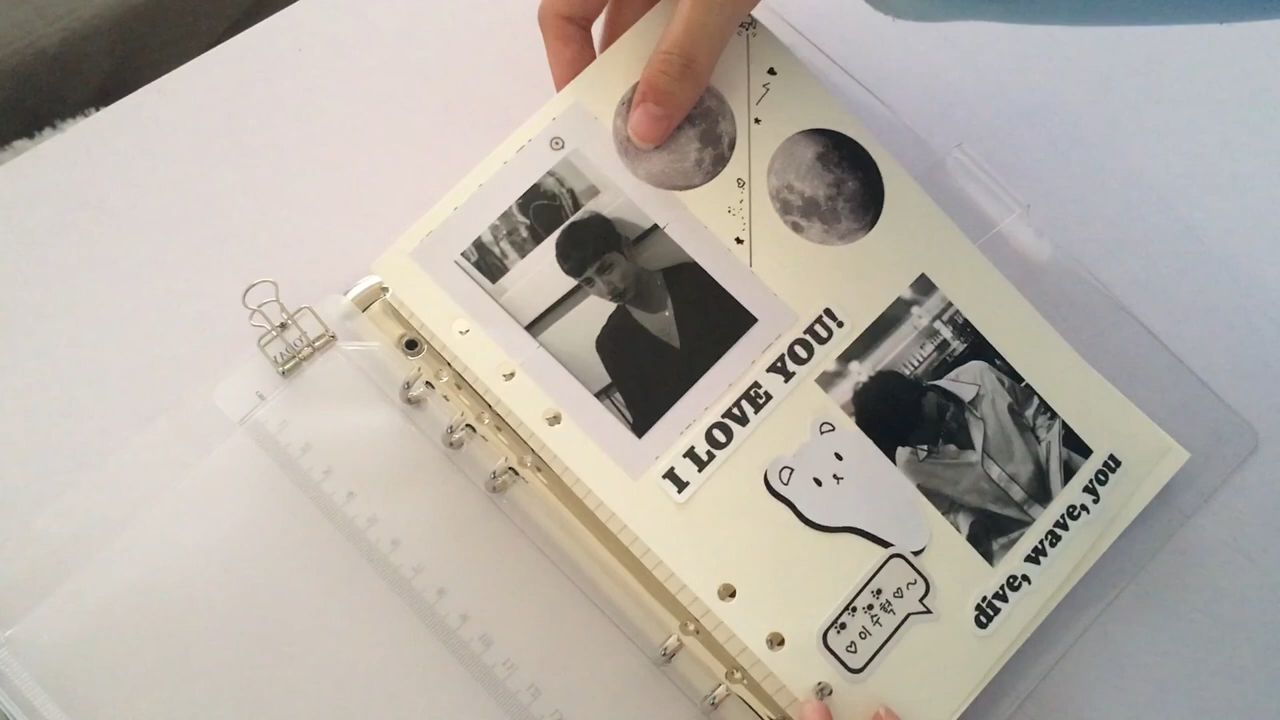 I LOVE YOU!
dive, wave, you
♡이수혁♡~